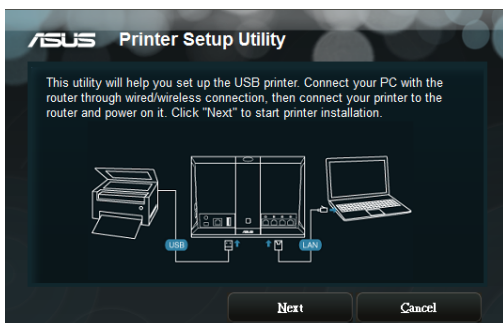 ASUS Printer Setup Utility
This utility will help you set up the USB printer. Connect your PC with the
router through wired/wireless connection, then connect your printer to the
router and power on it. Click "Next" to start printer installation.
USB
LAN
Next Cancel